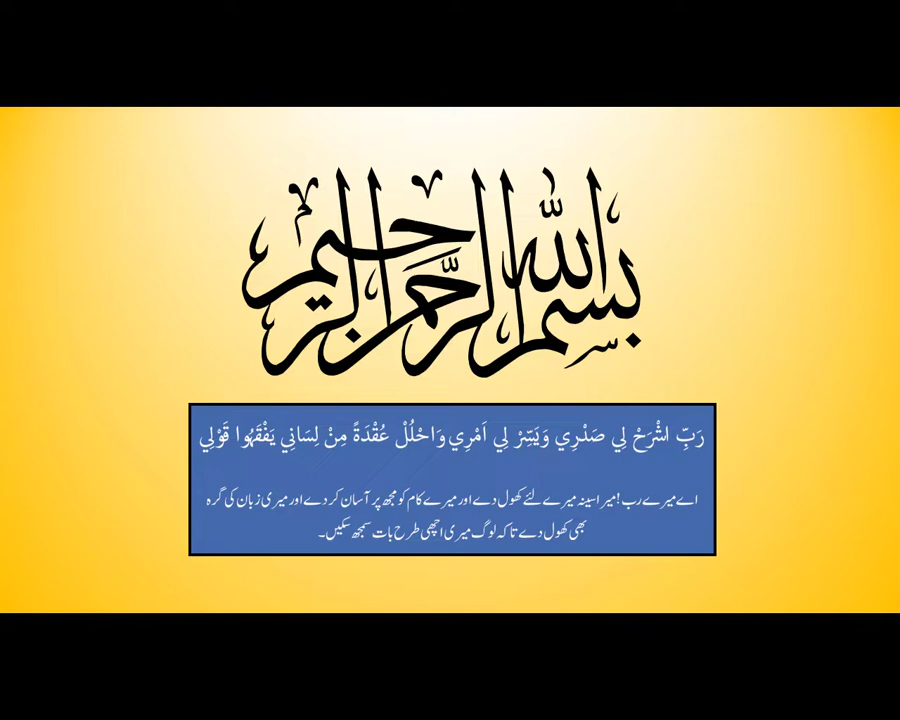 بسم الله الرحمن الرحيم
رَبِّ اشْرَحْ لِي صَدْرِي وَيَسِّرْ لِي اَمْرِي وَاحْلُلْ عُقْدَةً مِنْ لِسَانِي يَفْقَهُوا قَوْلِي
اے میرے رب! میرا سینہ میرے لئے کھول دے اور میرے کام کو مجھ پر آسان کر دے اور میری زبان کی گرہ
بھی کھول دے تاکہ لوگ میری اچھی طرح بات سمجھ سکیں۔